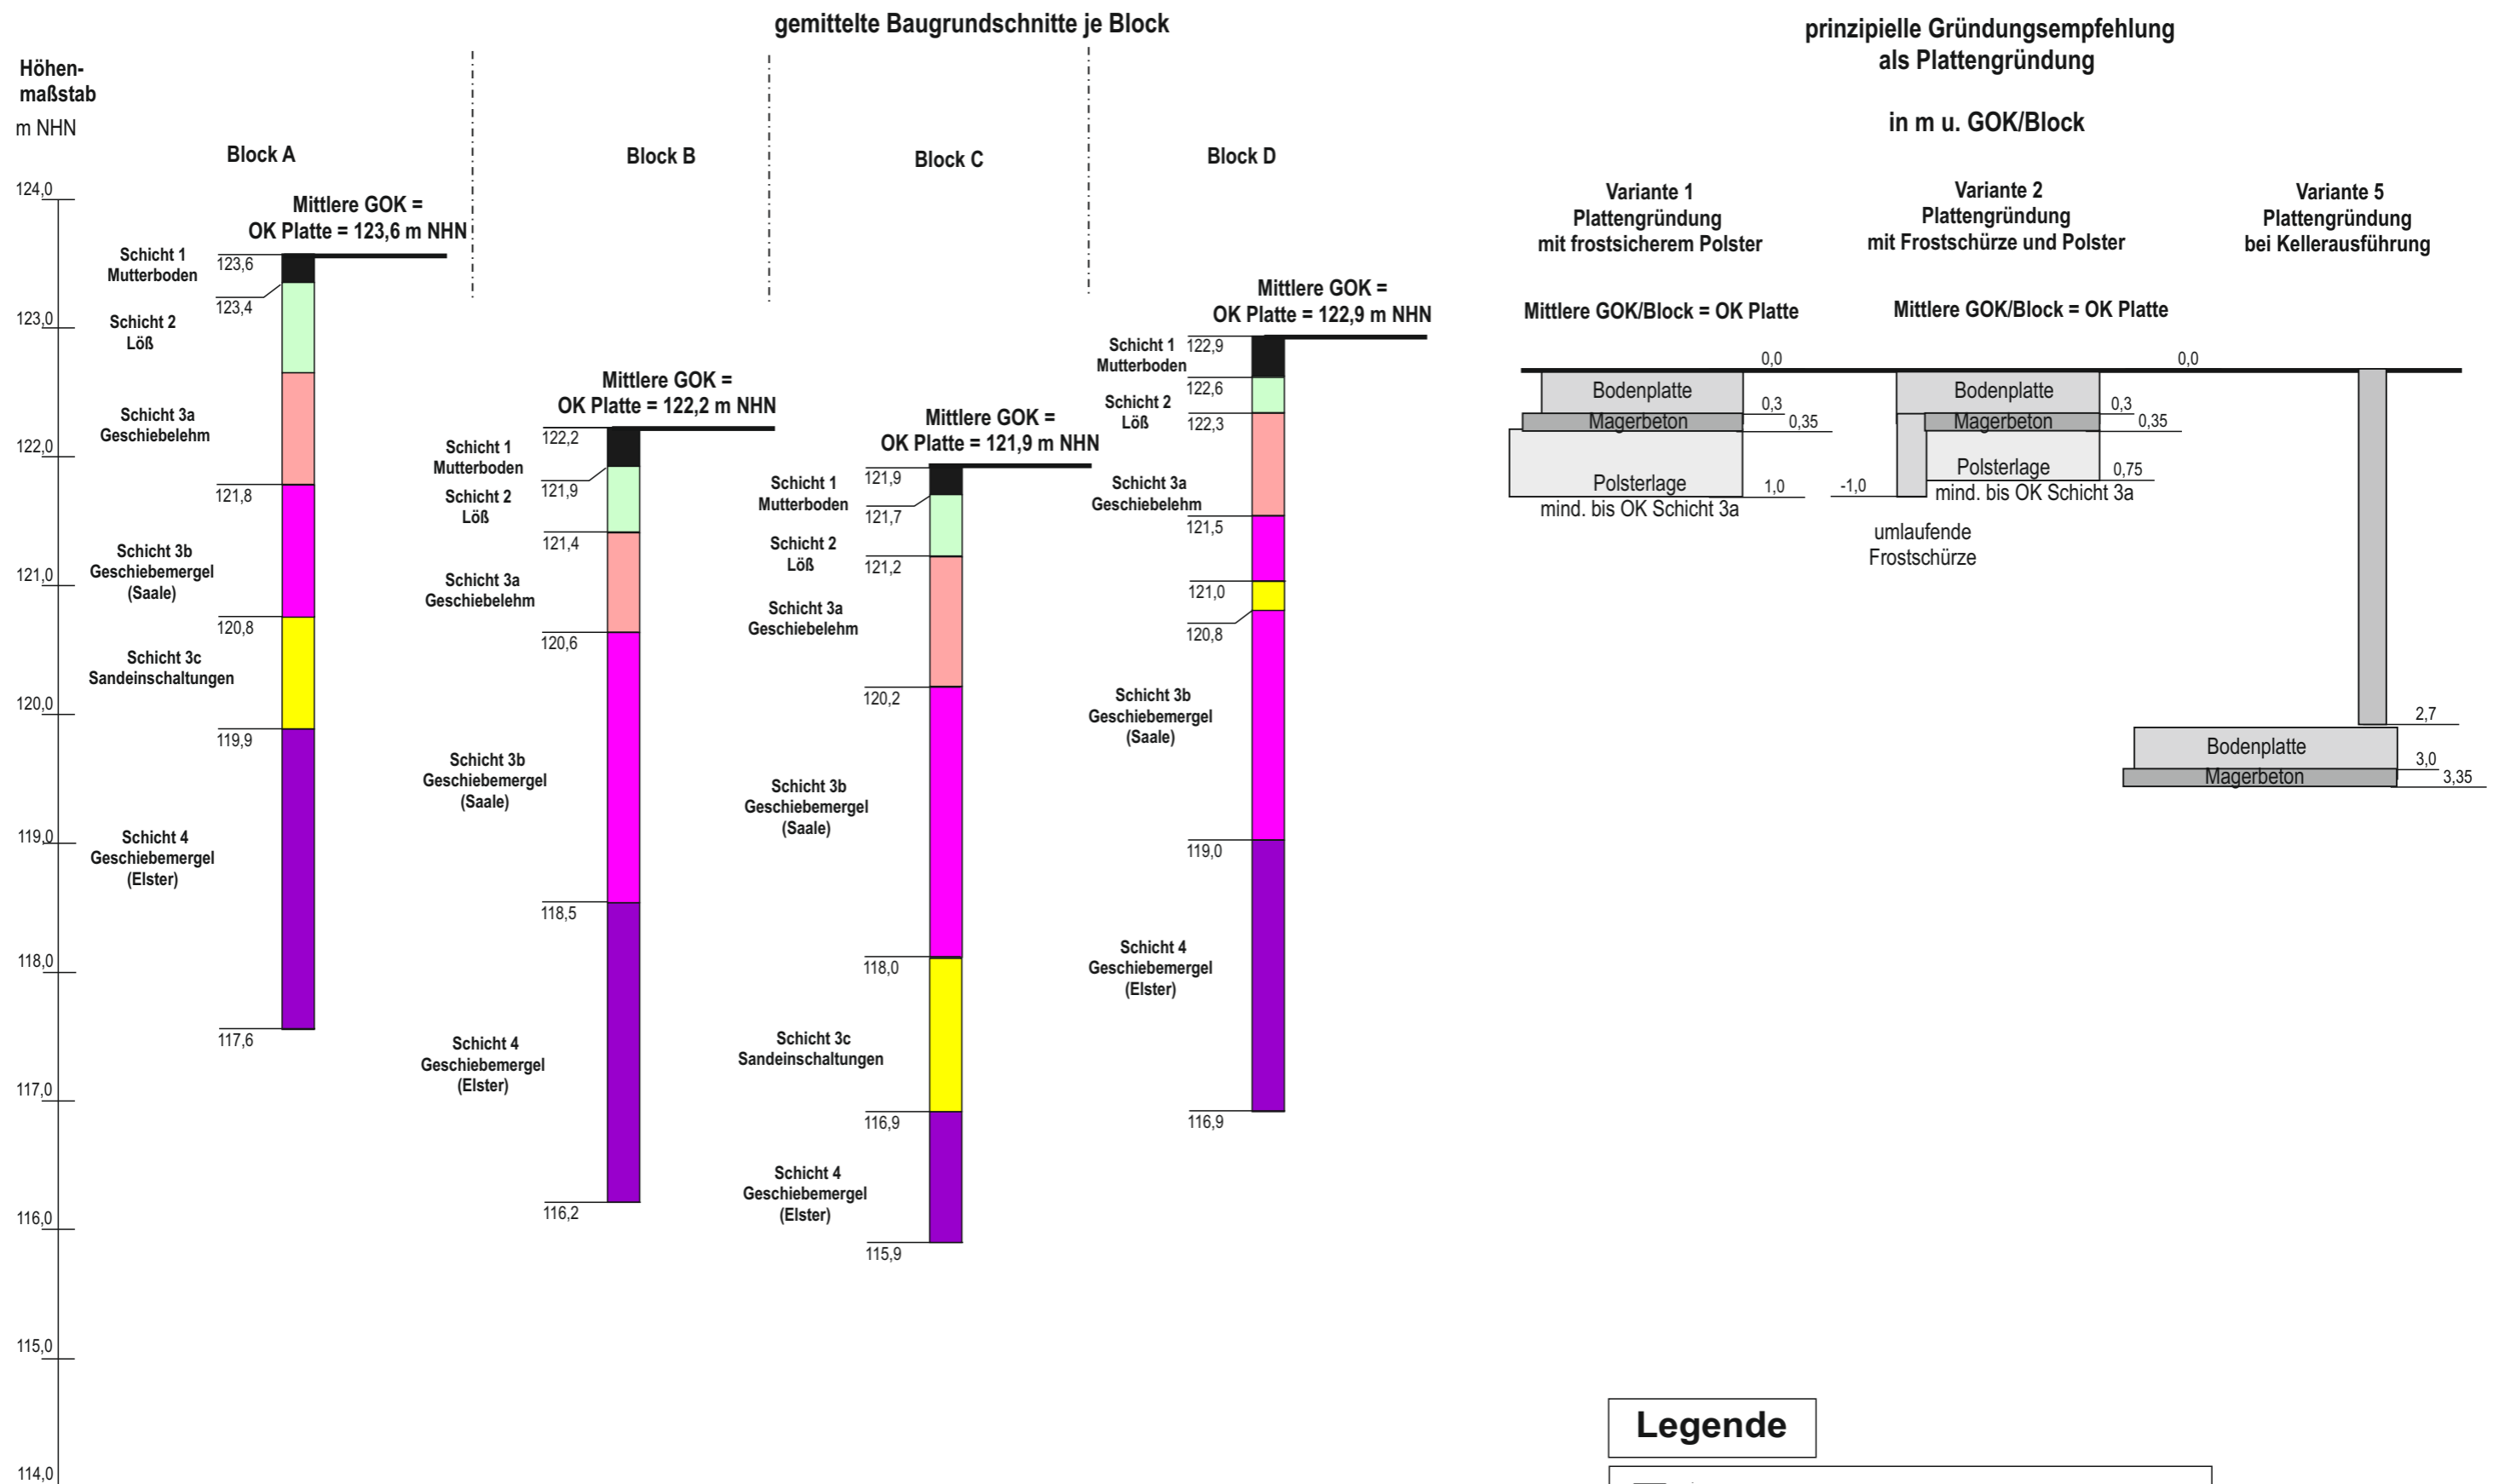 gemittelte Baugrundschnitte je Block
prinzipielle Gründungsempfehlung
als Plattengründung
in m u. GOK/Block
Höhen-
maßstab
m NHN
124,0
123,0
122,0
121,0
120,0
119,0
118,0
117,0
116,0
115,0
114,0
Block A
Mittlere GOK =
OK Platte = 123,6 m NHN
Schicht 1
Mutterboden
123,6
123,4
Schicht 2
Löß
Schicht 3a
Geschiebelehm
121,8
Schicht 3b
Geschiebemergel
(Saale)
120,8
Schicht 3c
Sandeinschaltungen
119,9
Schicht 4
Geschiebemergel
(Elster)
117,6
Block B
Mittlere GOK =
OK Platte = 122,2 m NHN
122,2
Schicht 1
Mutterboden
121,9
Schicht 2
Löß
121,4
Schicht 3a
Geschiebelehm
120,6
Schicht 3b
Geschiebemergel
(Saale)
118,5
Schicht 4
Geschiebemergel
(Elster)
116,2
Block C
Mittlere GOK =
OK Platte = 121,9 m NHN
121,9
Schicht 1
Mutterboden
121,7
Schicht 2
Löß
121,2
Schicht 3a
Geschiebelehm
120,2
Schicht 3b
Geschiebemergel
(Saale)
118,0
Schicht 3c
Sandeinschaltungen
116,9
Schicht 4
Geschiebemergel
(Elster)
115,9
Block D
Mittlere GOK =
OK Platte = 122,9 m NHN
Schicht 1
Mutterboden
122,9
122,6
Schicht 2
Löß
122,3
Schicht 3a
Geschiebelehm
121,5
121,0
120,8
Schicht 3b
Geschiebemergel
(Saale)
119,0
Schicht 4
Geschiebemergel
(Elster)
116,9
Variante 1
Plattengründung
mit frostsicherem Polster
Mittlere GOK/Block = OK Platte
0,0
Bodenplatte
0,3
Magerbeton
0,35
Polsterlage
1,0
mind. bis OK Schicht 3a
Variante 2
Plattengründung
mit Frostschürze und Polster
Mittlere GOK/Block = OK Platte
0,0
Bodenplatte
0,3
Magerbeton
0,35
Polsterlage
0,75
-1,0
mind. bis OK Schicht 3a
umlaufende
Frostschürze
Variante 5
Plattengründung
bei Kellerausführung
2,7
Bodenplatte
3,0
Magerbeton
3,35
Legende